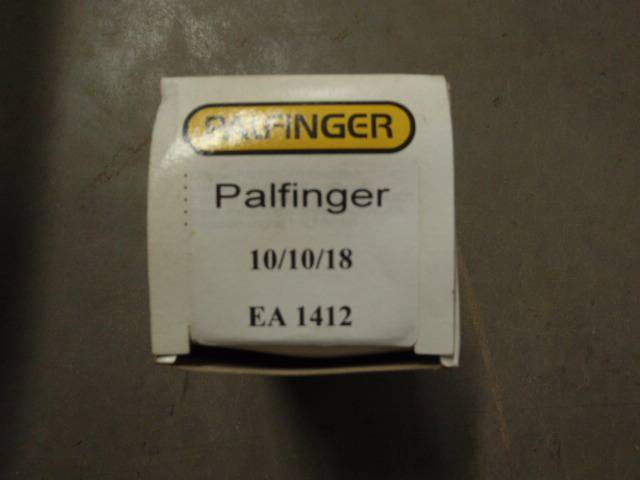 PALFINGER
Palfinger
10/10/18
EA 1412